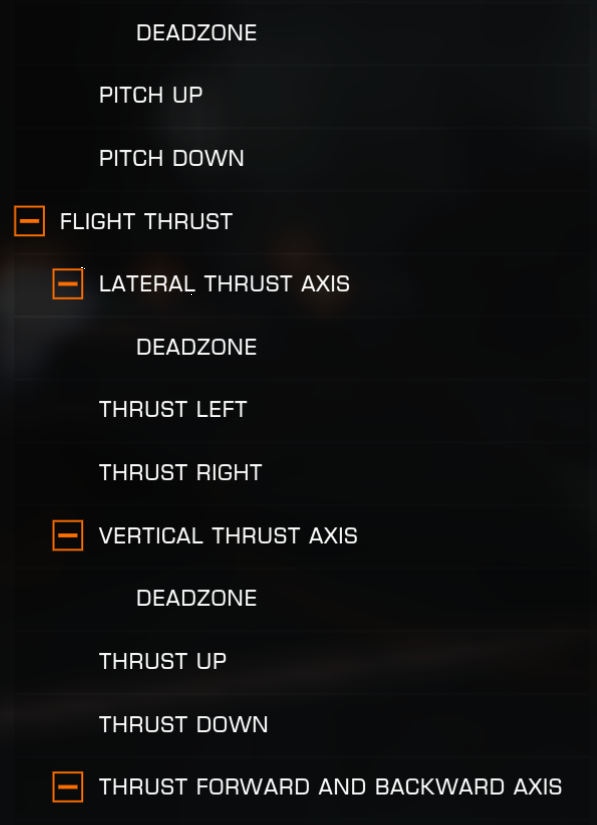 DEADZONE
PITCH UP
PITCH DOWN
FLIGHT THRUST
LATERAL THRUST AXIS
DEADZONE
THRUST LEFT
THRUST RIGHT
VERTICAL THRUST AXIS
DEADZONE
THRUST UP
THRUST DOWN
THRUST FORWARD AND BACKWARD AXIS